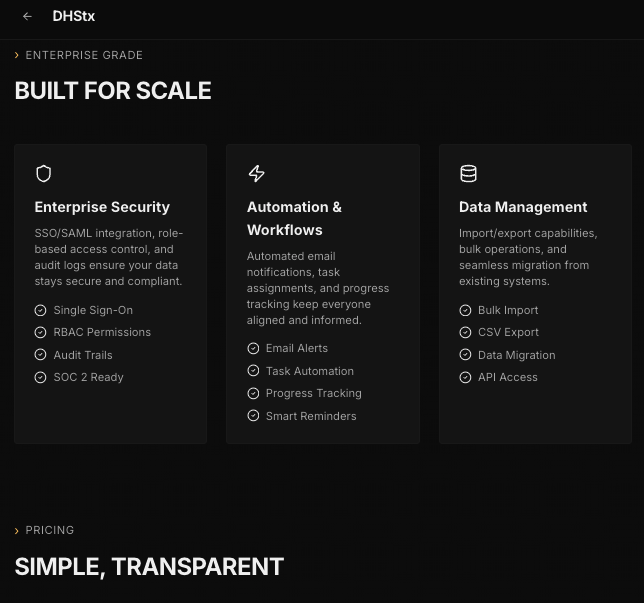 DHStx
ENTERPRISE GRADE
BUILT FOR SCALE
Enterprise Security
SSO/SAML integration, role-
based access control, and
audit logs ensure your data
stays secure and compliant.
Single Sign-On
RBAC Permissions
Audit Trails
SOC 2 Ready
Automation &
Workflows
Automated email
notifications, task
assignments, and progress
tracking keep everyone
aligned and informed.
Email Alerts
Task Automation
Progress Tracking
Smart Reminders
Data Management
Import/export capabilities,
bulk operations, and
seamless migration from
existing systems.
Bulk Import
CSV Export
Data Migration
API Access
PRICING
SIMPLE, TRANSPARENT